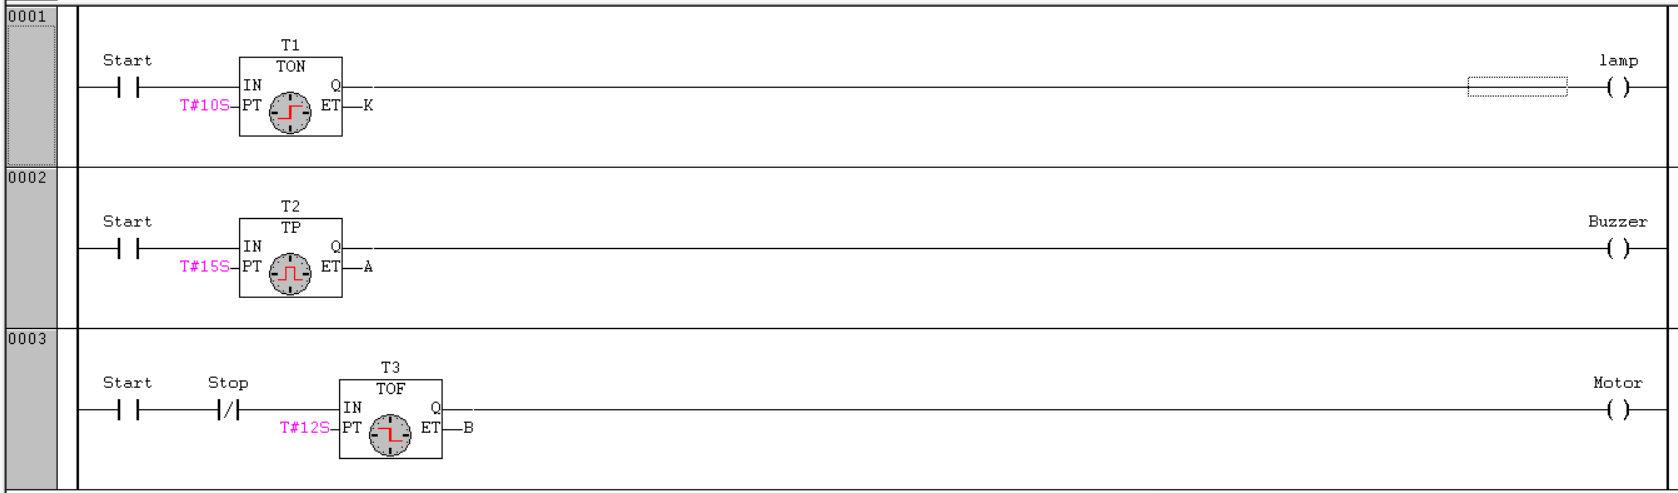 0001
T1
Start TON lamp
IN Q
T#10S PT ET K
0002
T2
Start TP Buzzer
IN Q
T#15S PT ET A
0003
T3
Start Stop TOF Motor
IN Q
T#12S PT ET B